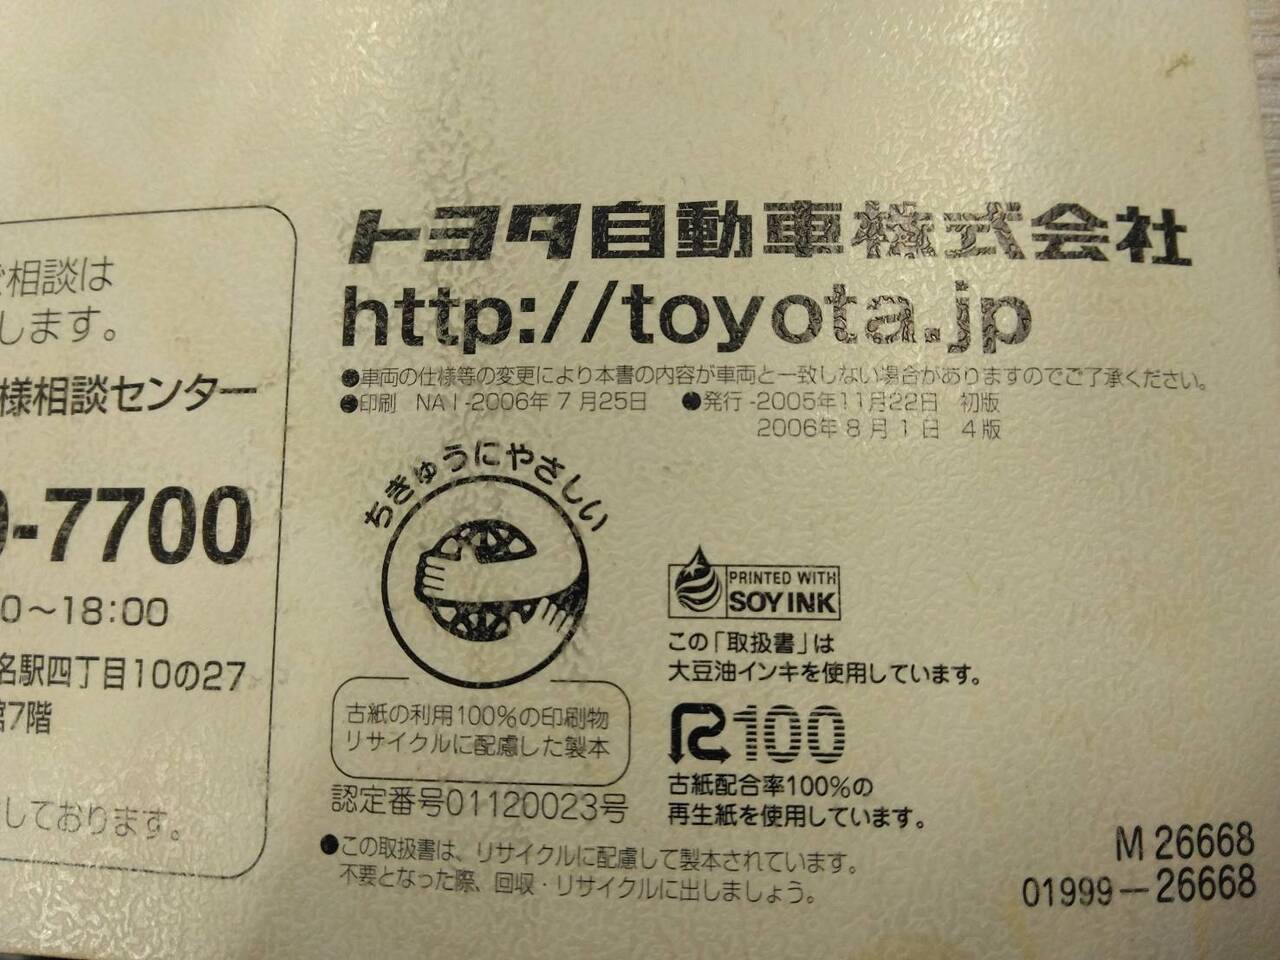 相談は
します。
様相談センター
-7700
0～18:00
名駅四丁目10の27
館7階
しております。
トヨタ自動車株式会社
http://toyota.jp
●車両の仕様等の変更により本書の内容が車両と一致しない場合がありますのでご了承ください。
●印刷 NAI-2006年7月25日 ●発行-2005年11月22日 初版
2006年8月1日 4版
ちきゅうにやさしい
古紙の利用100%の印刷物
リサイクルに配慮した製本
認定番号01120023号
PRINTED WITH
SOY INK
この「取扱書」は
大豆油インキを使用しています。
R100
古紙配合率100%の
再生紙を使用しています。
●この取扱書は、リサイクルに配慮して製本されています。
不要となった際、回収・リサイクルに出しましょう。
M 26668
01999-26668